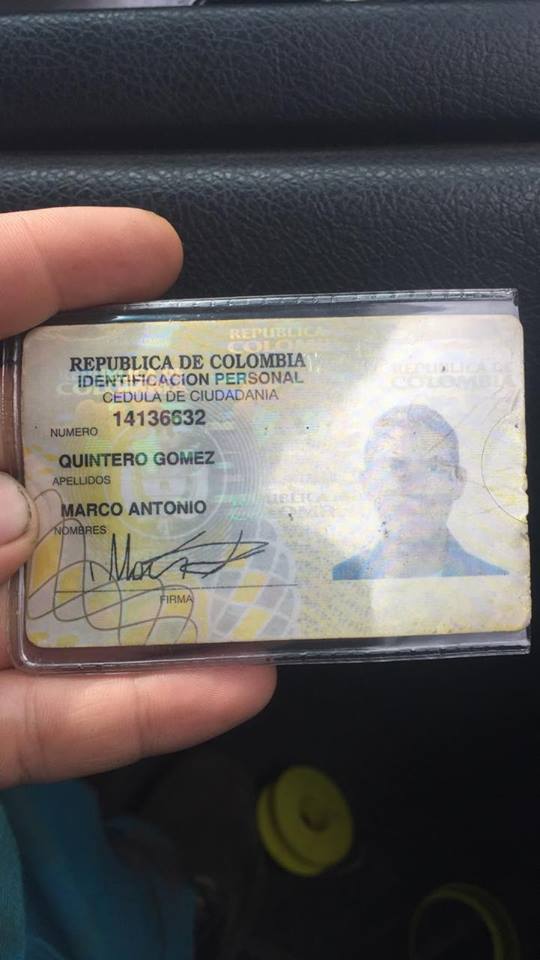 REPUBLICA DE COLOMBIA
IDENTIFICACION PERSONAL
CEDULA DE CIUDADANIA
NUMERO 14136632
QUINTERO GOMEZ
APELLIDOS
MARCO ANTONIO
NOMBRES
FIRMA
REPUBLICA
COLOMBIA